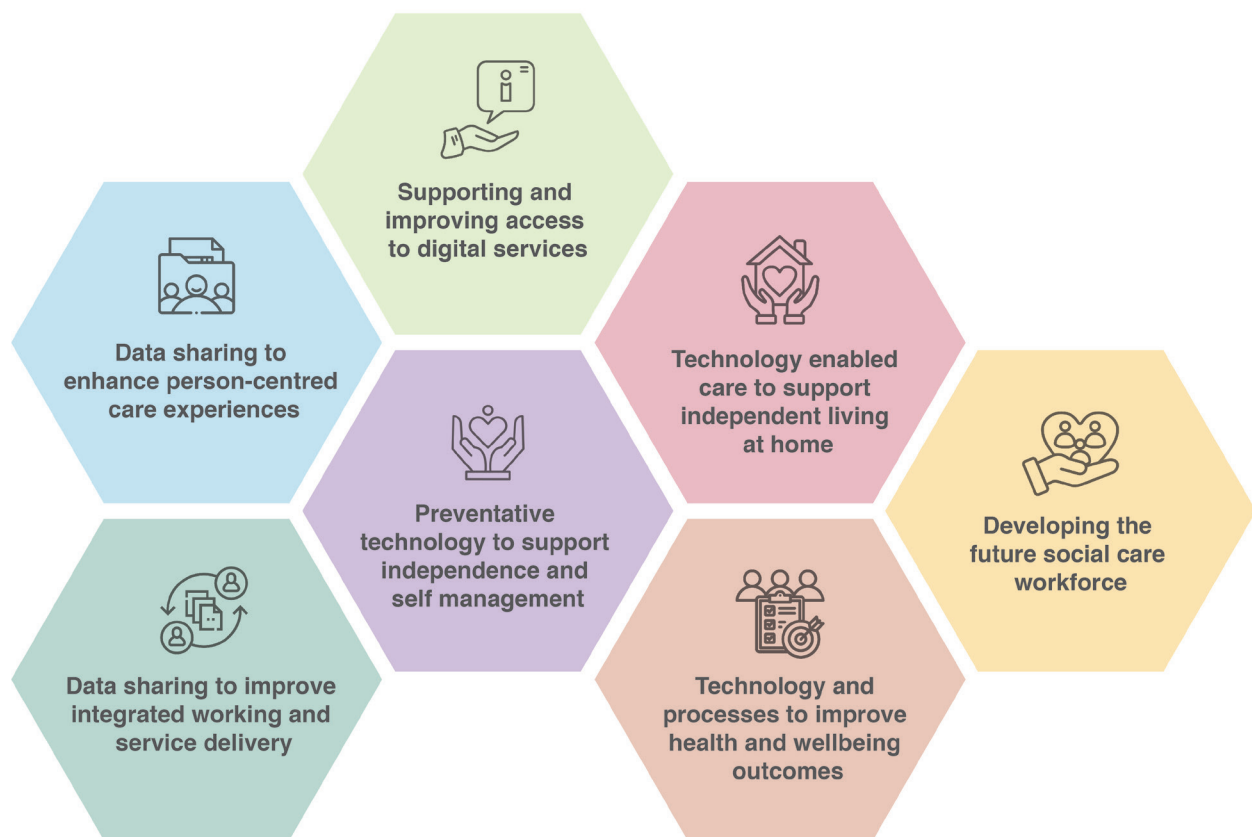 Supporting and
improving access
to digital services
Data sharing to
enhance person-centred
care experiences
Technology enabled
care to support
independent living
at home
Preventative
technology to support
independence and
self management
Developing the
future social care
workforce
Data sharing to improve
integrated working and
service delivery
Technology and
processes to improve
health and wellbeing
outcomes